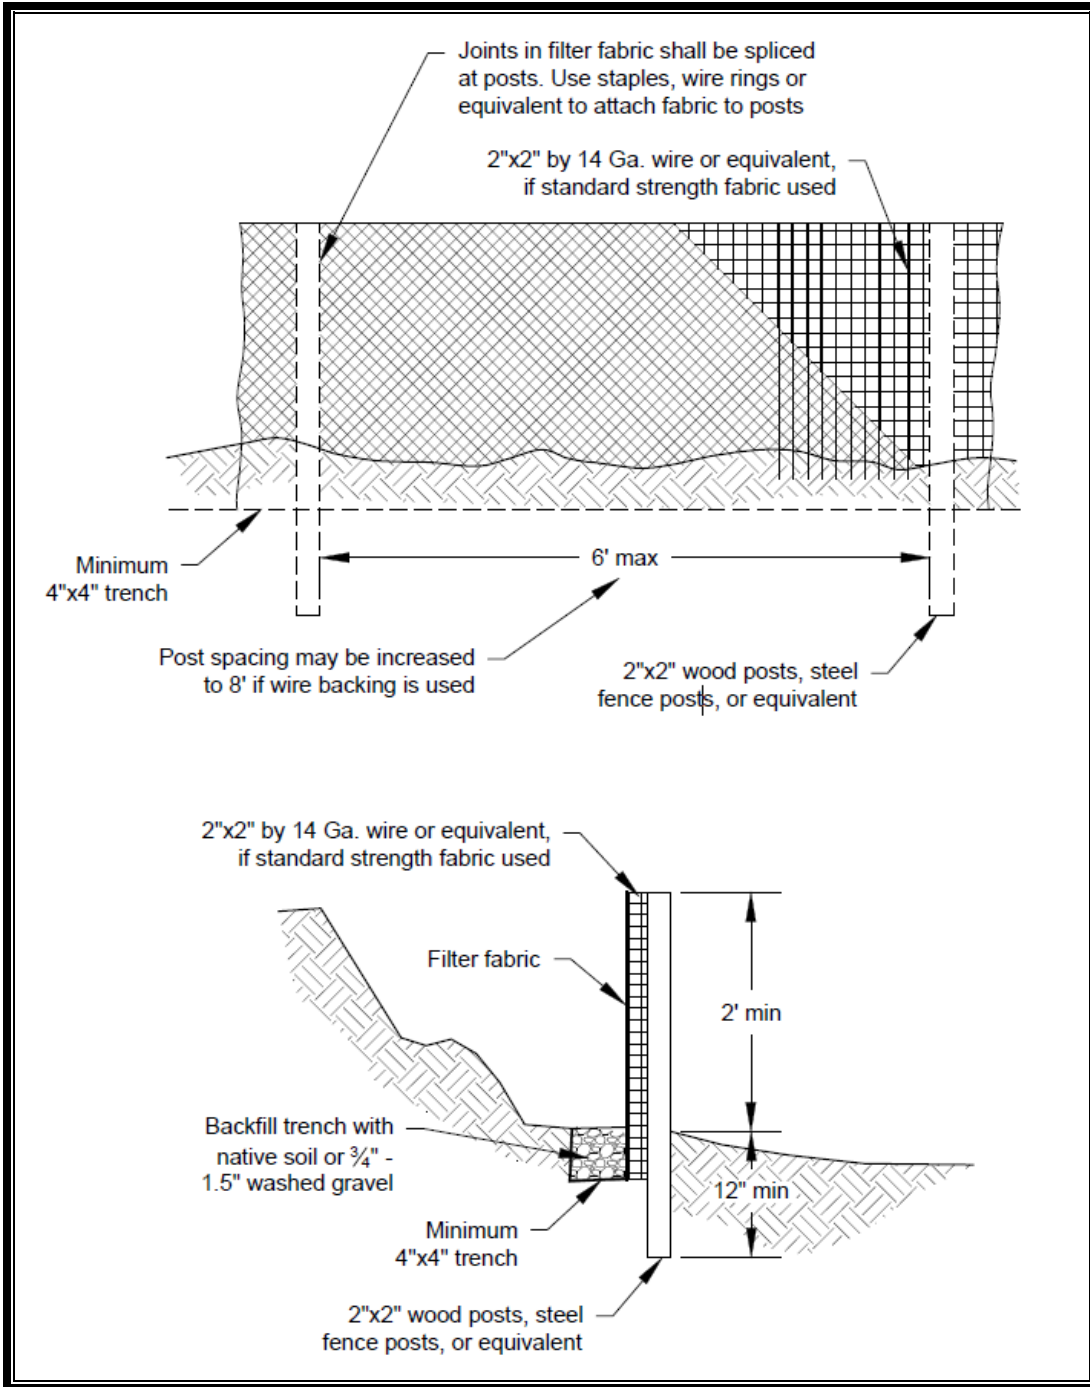 Joints in filter fabric shall be spliced
at posts. Use staples, wire rings or
equivalent to attach fabric to posts
2"x2" by 14 Ga. wire or equivalent,
if standard strength fabric used
Minimum
4"x4" trench
6' max
Post spacing may be increased
to 8' if wire backing is used
2"x2" wood posts, steel
fence posts, or equivalent
2"x2" by 14 Ga. wire or equivalent,
if standard strength fabric used
Filter fabric
2' min
Backfill trench with
native soil or ¾" -
1.5" washed gravel
12" min
Minimum
4"x4" trench
2"x2" wood posts, steel
fence posts, or equivalent